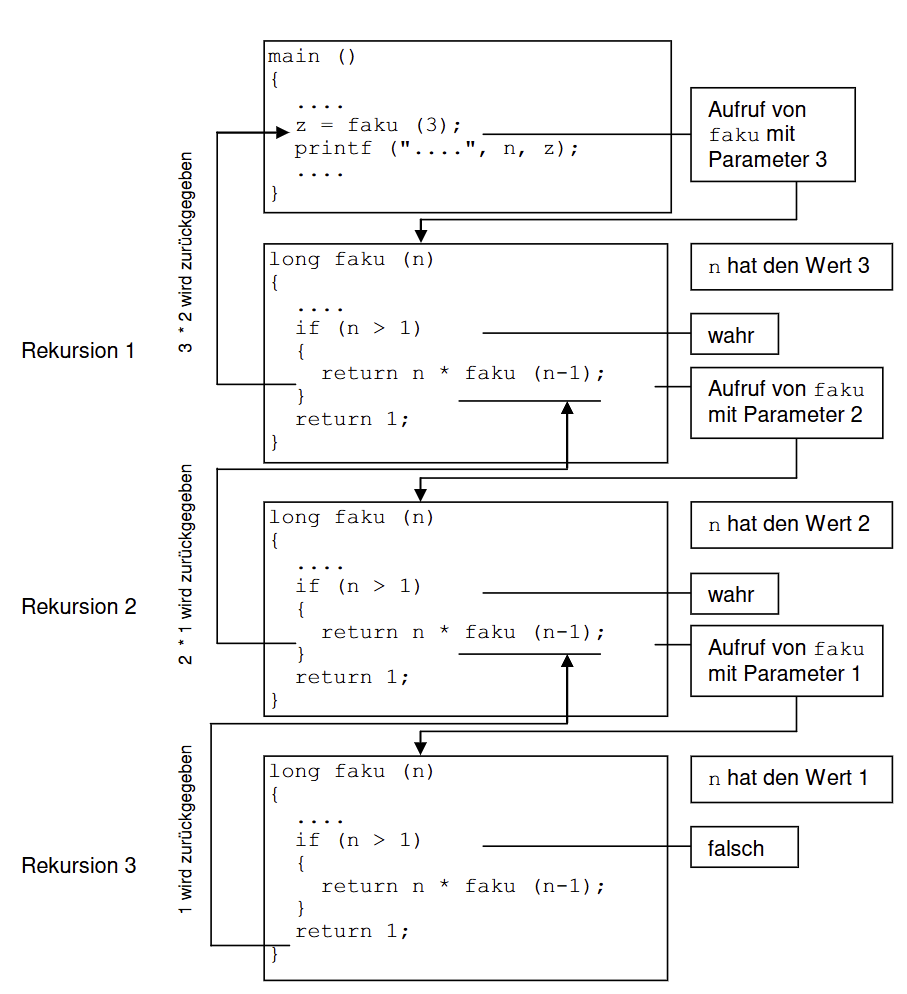 main ()
{
....
z = faku (3);
printf ("....", n, z);
....
}
Aufruf von
faku mit
Parameter 3
3 * 2 wird zurückgegeben
Rekursion 1
long faku (n)
{
....
if (n > 1)
{
return n * faku (n-1);
}
return 1;
}
n hat den Wert 3
wahr
Aufruf von faku
mit Parameter 2
2 * 1 wird zurückgegeben
Rekursion 2
long faku (n)
{
....
if (n > 1)
{
return n * faku (n-1);
}
return 1;
}
n hat den Wert 2
wahr
Aufruf von faku
mit Parameter 1
1 wird zurückgegeben
Rekursion 3
long faku (n)
{
....
if (n > 1)
{
return n * faku (n-1);
}
return 1;
}
n hat den Wert 1
falsch